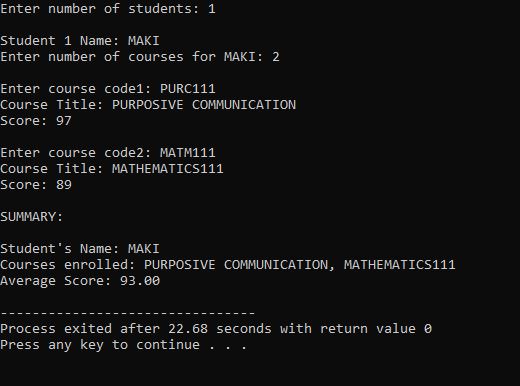 Enter number of students: 1
Student 1 Name: MAKI
Enter number of courses for MAKI: 2
Enter course code1: PURC111
Course Title: PURPOSIVE COMMUNICATION
Score: 97
Enter course code2: MATM111
Course Title: MATHEMATICS111
Score: 89
SUMMARY:
Student's Name: MAKI
Courses enrolled: PURPOSIVE COMMUNICATION, MATHEMATICS111
Average Score: 93.00
--------------------------------
Process exited after 22.68 seconds with return value 0
Press any key to continue . . .